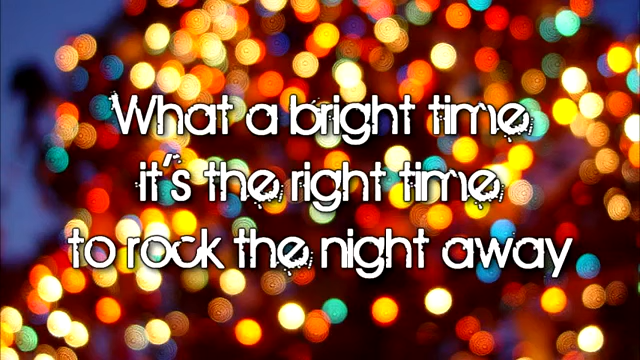 What a bright time
it's the right time
to rock the night away